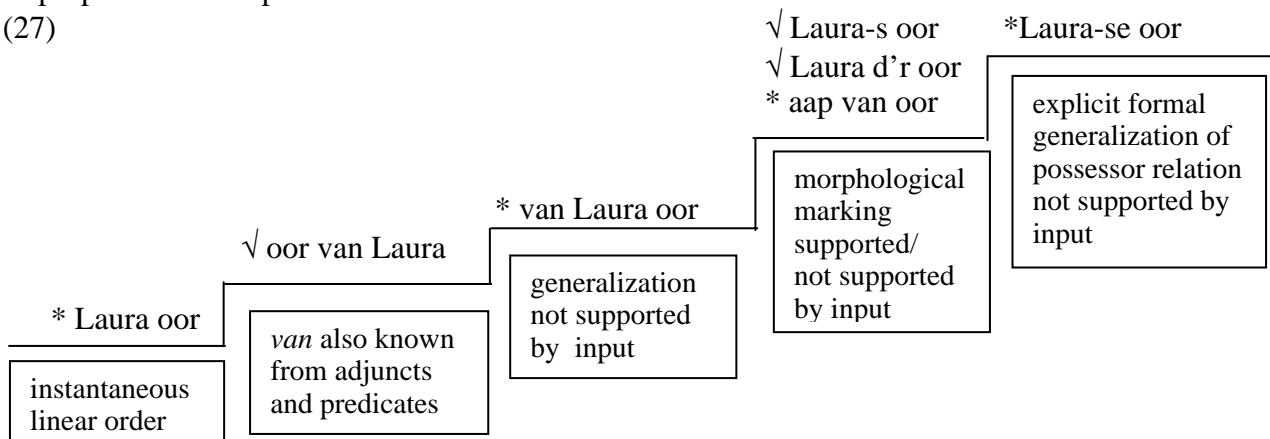 (27)
√ Laura-s oor
√ Laura d’r oor
* aap van oor
*Laura-se oor
explicit formal
generalization of
possessor relation
not supported by
input
morphological
marking
supported/
not supported
by input
* van Laura oor
generalization
not supported
by input
√ oor van Laura
van also known
from adjuncts
and predicates
* Laura oor
instantaneous
linear order